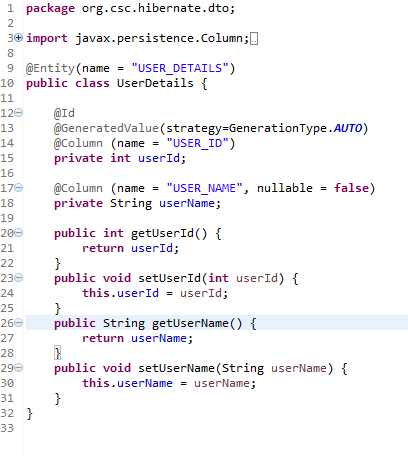 1 package org.csc.hibernate.dto;
2
3 import javax.persistence.Column;
8
9 @Entity(name = "USER_DETAILS")
10 public class UserDetails {
11
12 @Id
13 @GeneratedValue(strategy=GenerationType.AUTO)
14 @Column (name = "USER_ID")
15 private int userId;
16
17 @Column (name = "USER_NAME", nullable = false)
18 private String userName;
19
20 public int getUserId() {
21 return userId;
22 }
23 public void setUserId(int userId) {
24 this.userId = userId;
25 }
26 public String getUserName() {
27 return userName;
28 }
29 public void setUserName(String userName) {
30 this.userName = userName;
31 }
32 }
33